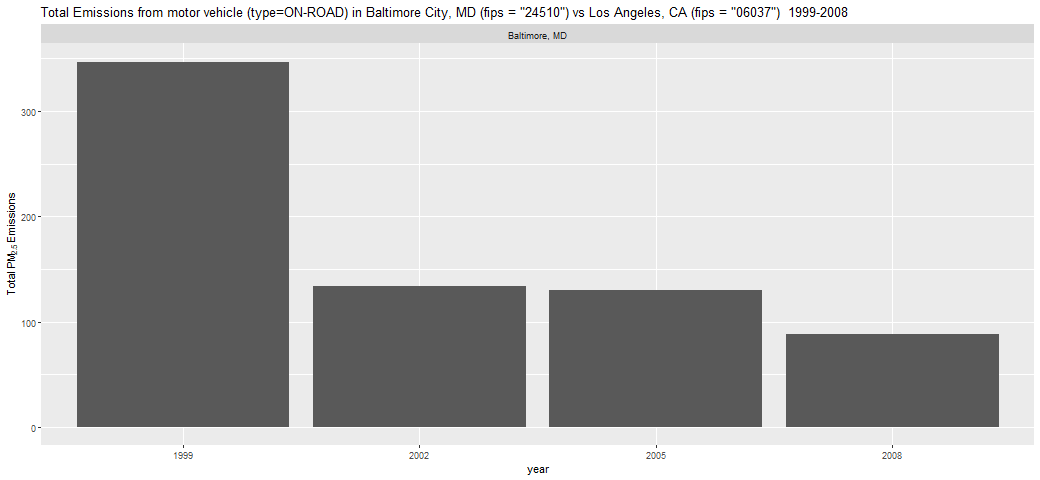 Total Emissions from motor vehicle (type=ON-ROAD) in Baltimore City, MD (fips = "24510") vs Los Angeles, CA (fips = "06037")  1999-2008
Baltimore, MD
Total PM2.5 Emissions
300
200
100
0
1999
2002
2005
2008
year